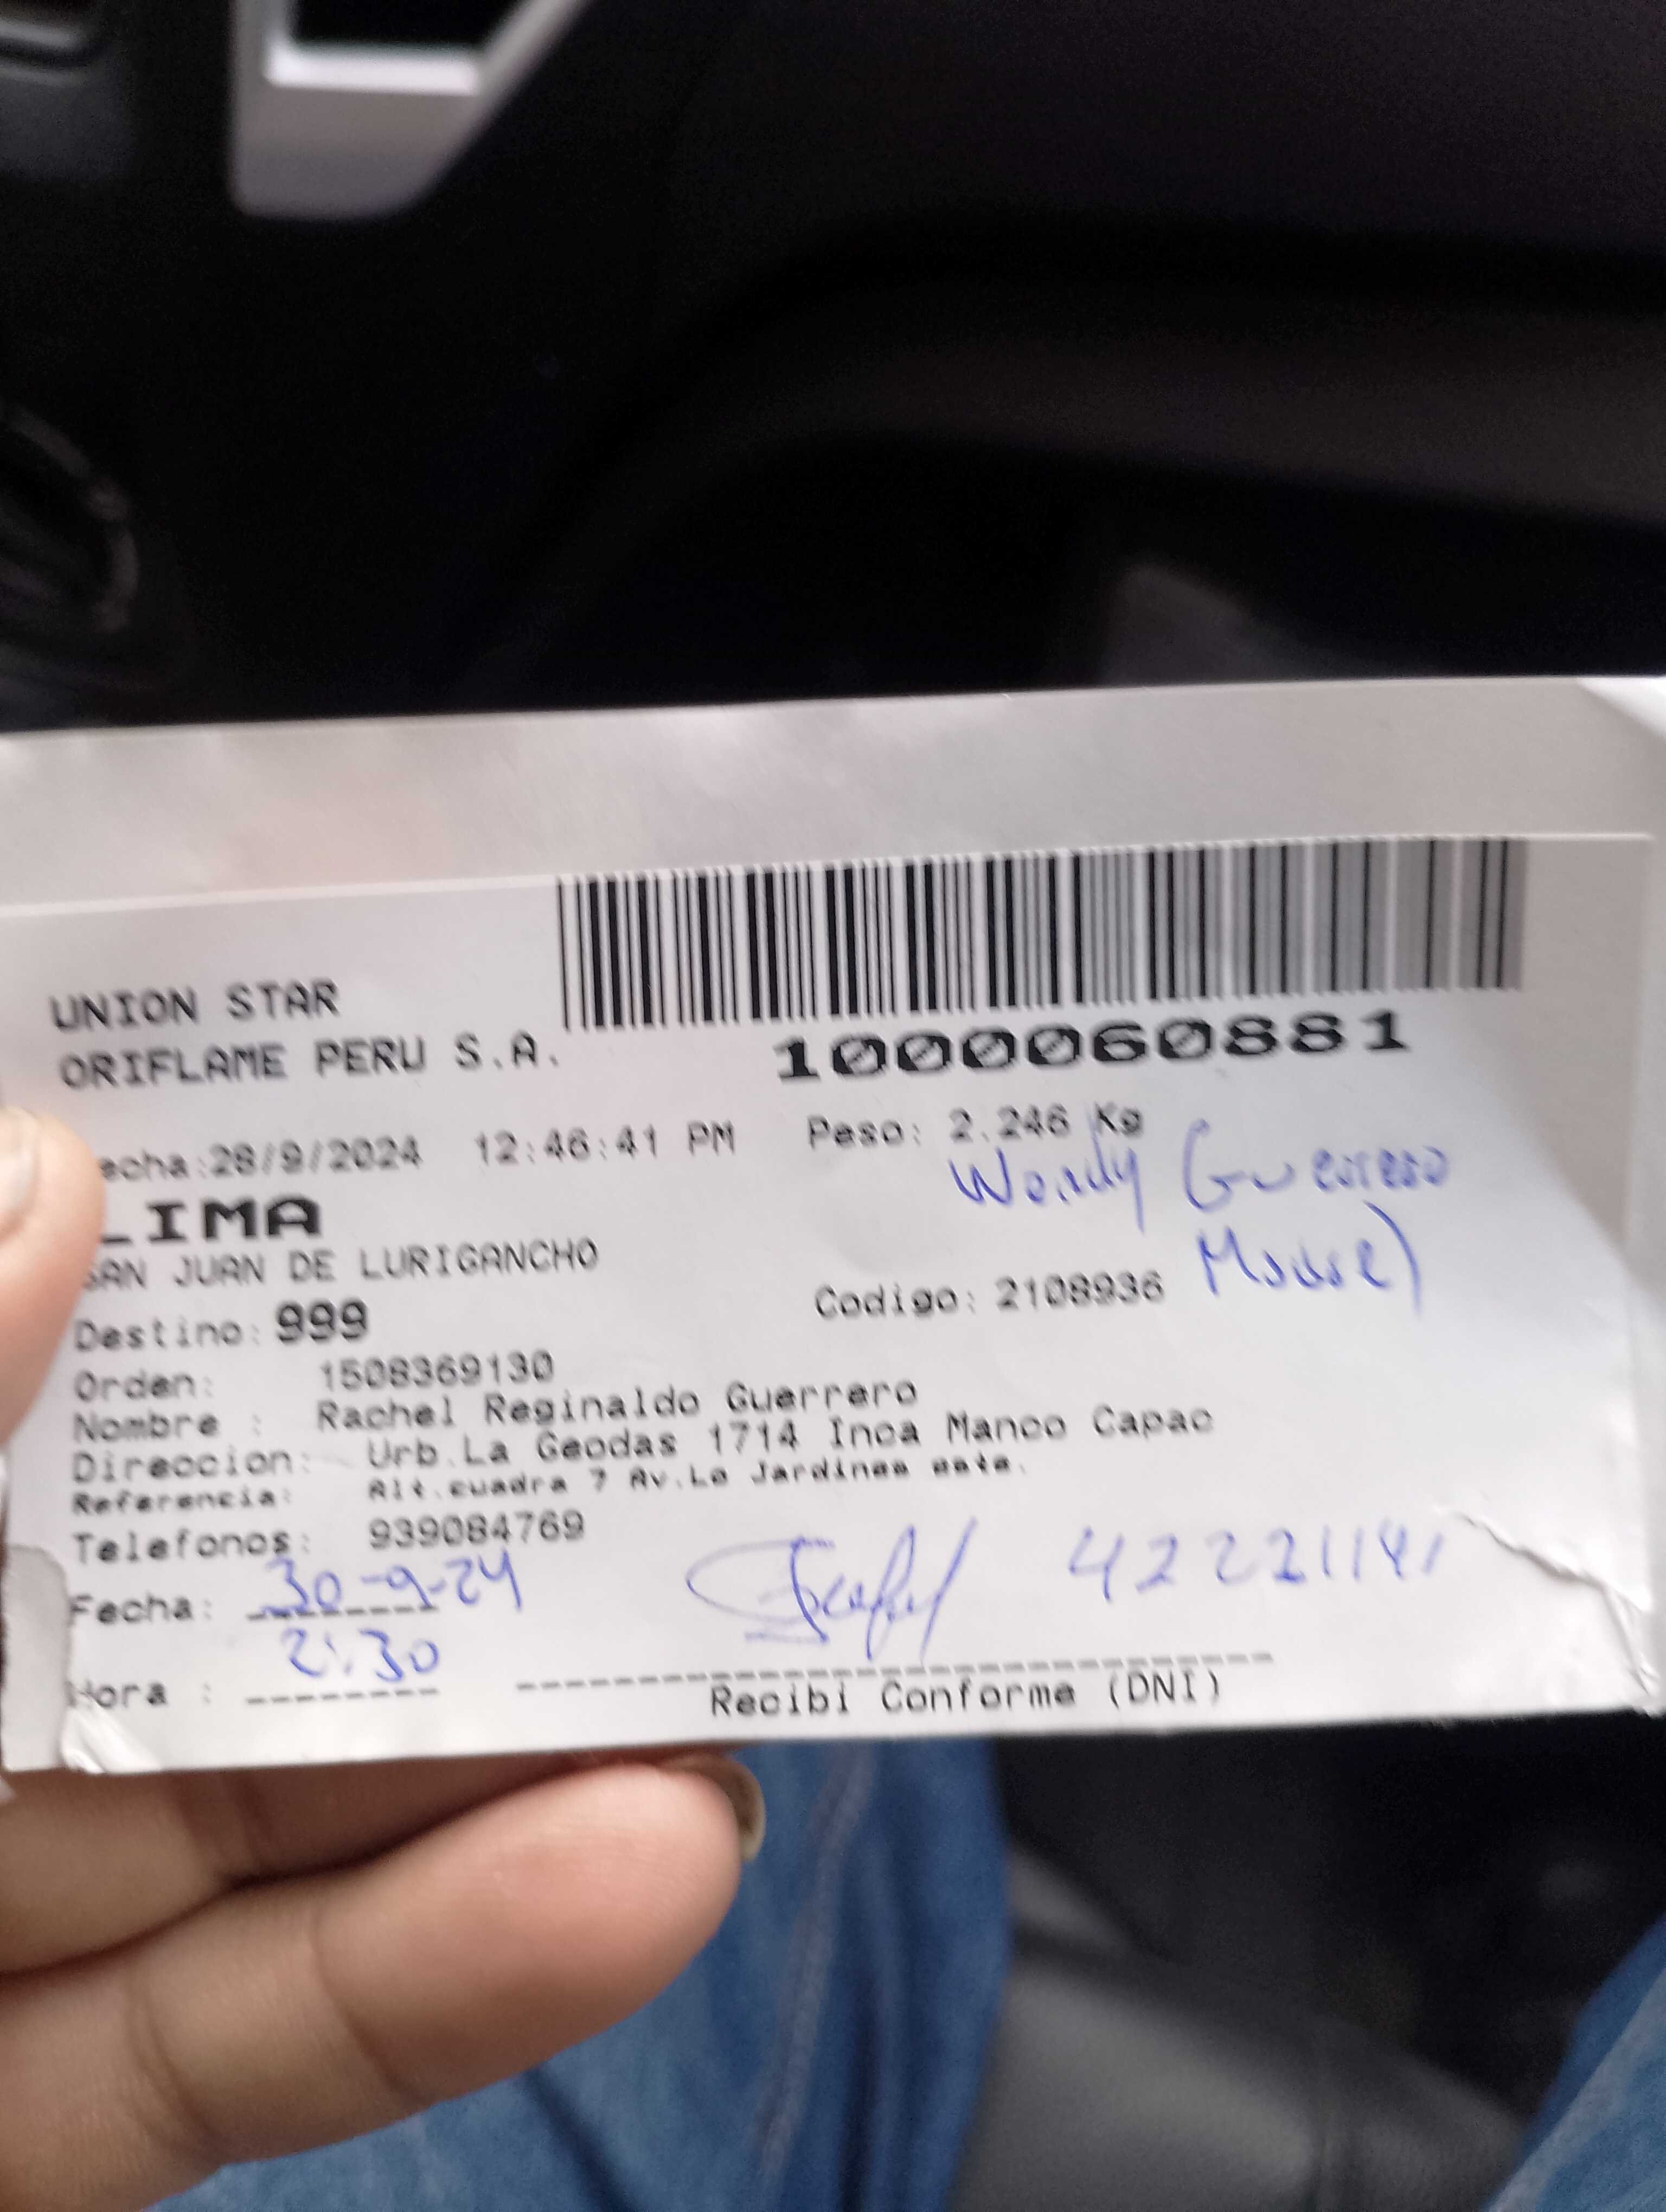 UNION STAR
ORIFLAME PERU S.A.
1000060881
echa:28/9/2024 12:46:41 PM Peso: 2.246 Kg
Wendy Guerrero
LIMA
SAN JUAN DE LURIGANCHO
Destino: 999 Codigo: 2108936
Orden: 1508369130
Nombre : Rachel Reginaldo Guerrero
Direccion: Urb.La Geodas 1714 Inca Manco Capac
Referencia: Alt.cuadra 7 Av.Lo Jardines este.
Telefonos: 939084769
Fecha: 30-9-24 42221141
Hora : 2:30
Recibi Conforme (DNI)